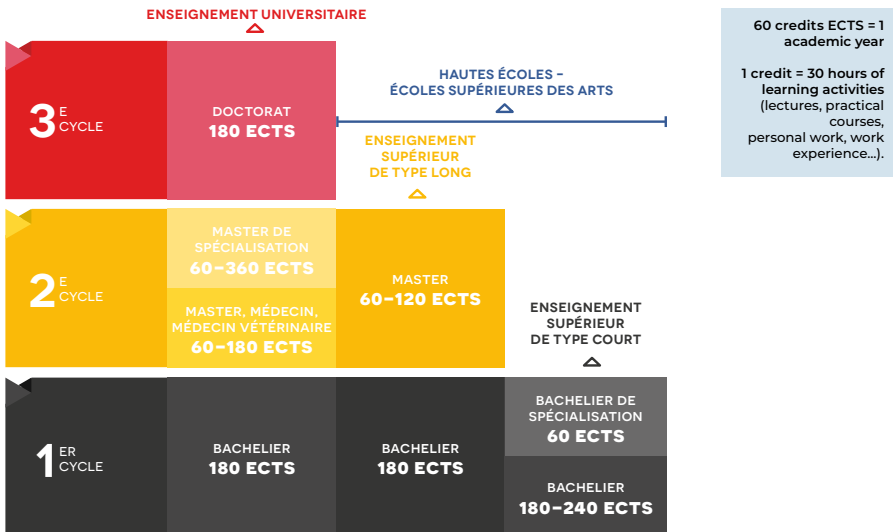 ENSEIGNEMENT UNIVERSITAIRE
60 credits ECTS = 1
academic year
1 credit = 30 hours of
learning activities
(lectures, practical
courses,
personal work, work
experience...).
HAUTES ÉCOLES –
ÉCOLES SUPÉRIEURES DES ARTS
3E CYCLE
DOCTORAT
180 ECTS
ENSEIGNEMENT
SUPÉRIEUR
DE TYPE LONG
2E CYCLE
MASTER DE
SPÉCIALISATION
60-360 ECTS
MASTER, MÉDECIN,
MÉDECIN VÉTÉRINAIRE
60-180 ECTS
MASTER
60-120 ECTS
ENSEIGNEMENT
SUPÉRIEUR
DE TYPE COURT
1ER CYCLE
BACHELIER
180 ECTS
BACHELIER
180 ECTS
BACHELIER DE
SPÉCIALISATION
60 ECTS
BACHELIER
180-240 ECTS